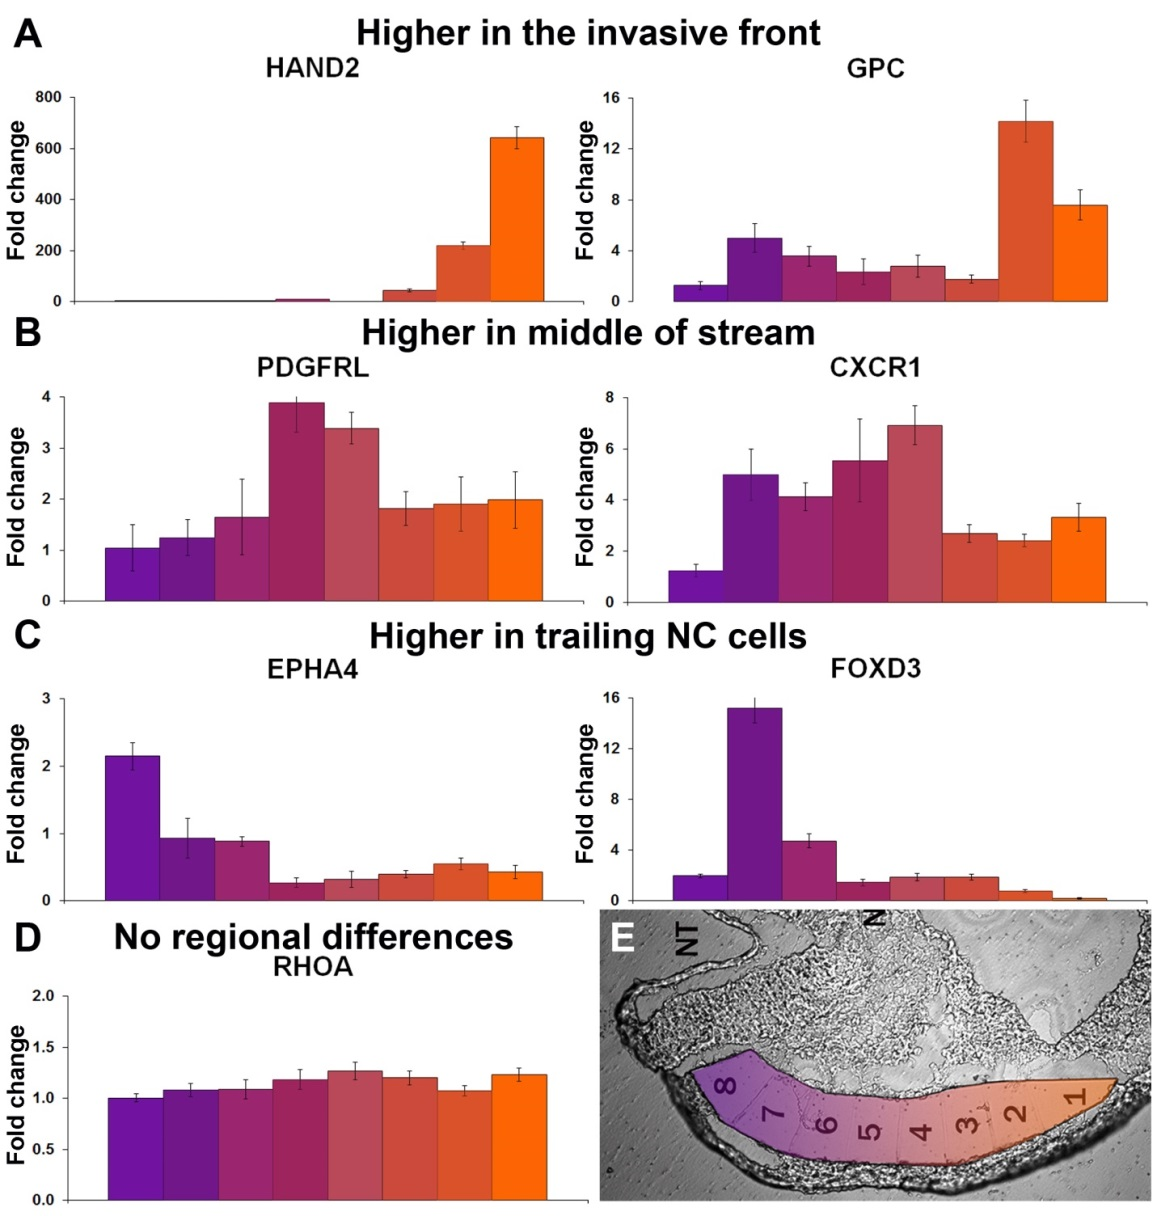 A
Higher in the invasive front
HAND2
GPC
Fold change
800
600
400
200
0
Fold change
16
12
8
4
0
B
Higher in middle of stream
PDGFRL
CXCR1
Fold change
4
3
2
1
0
Fold change
8
6
4
2
0
C
Higher in trailing NC cells
EPHA4
FOXD3
Fold change
3
2
1
0
Fold change
16
12
8
4
0
D
No regional differences
RHOA
Fold change
2.0
1.5
1.0
0.5
0.0
E
NT
N
8
7
6
5
4
3
2
1